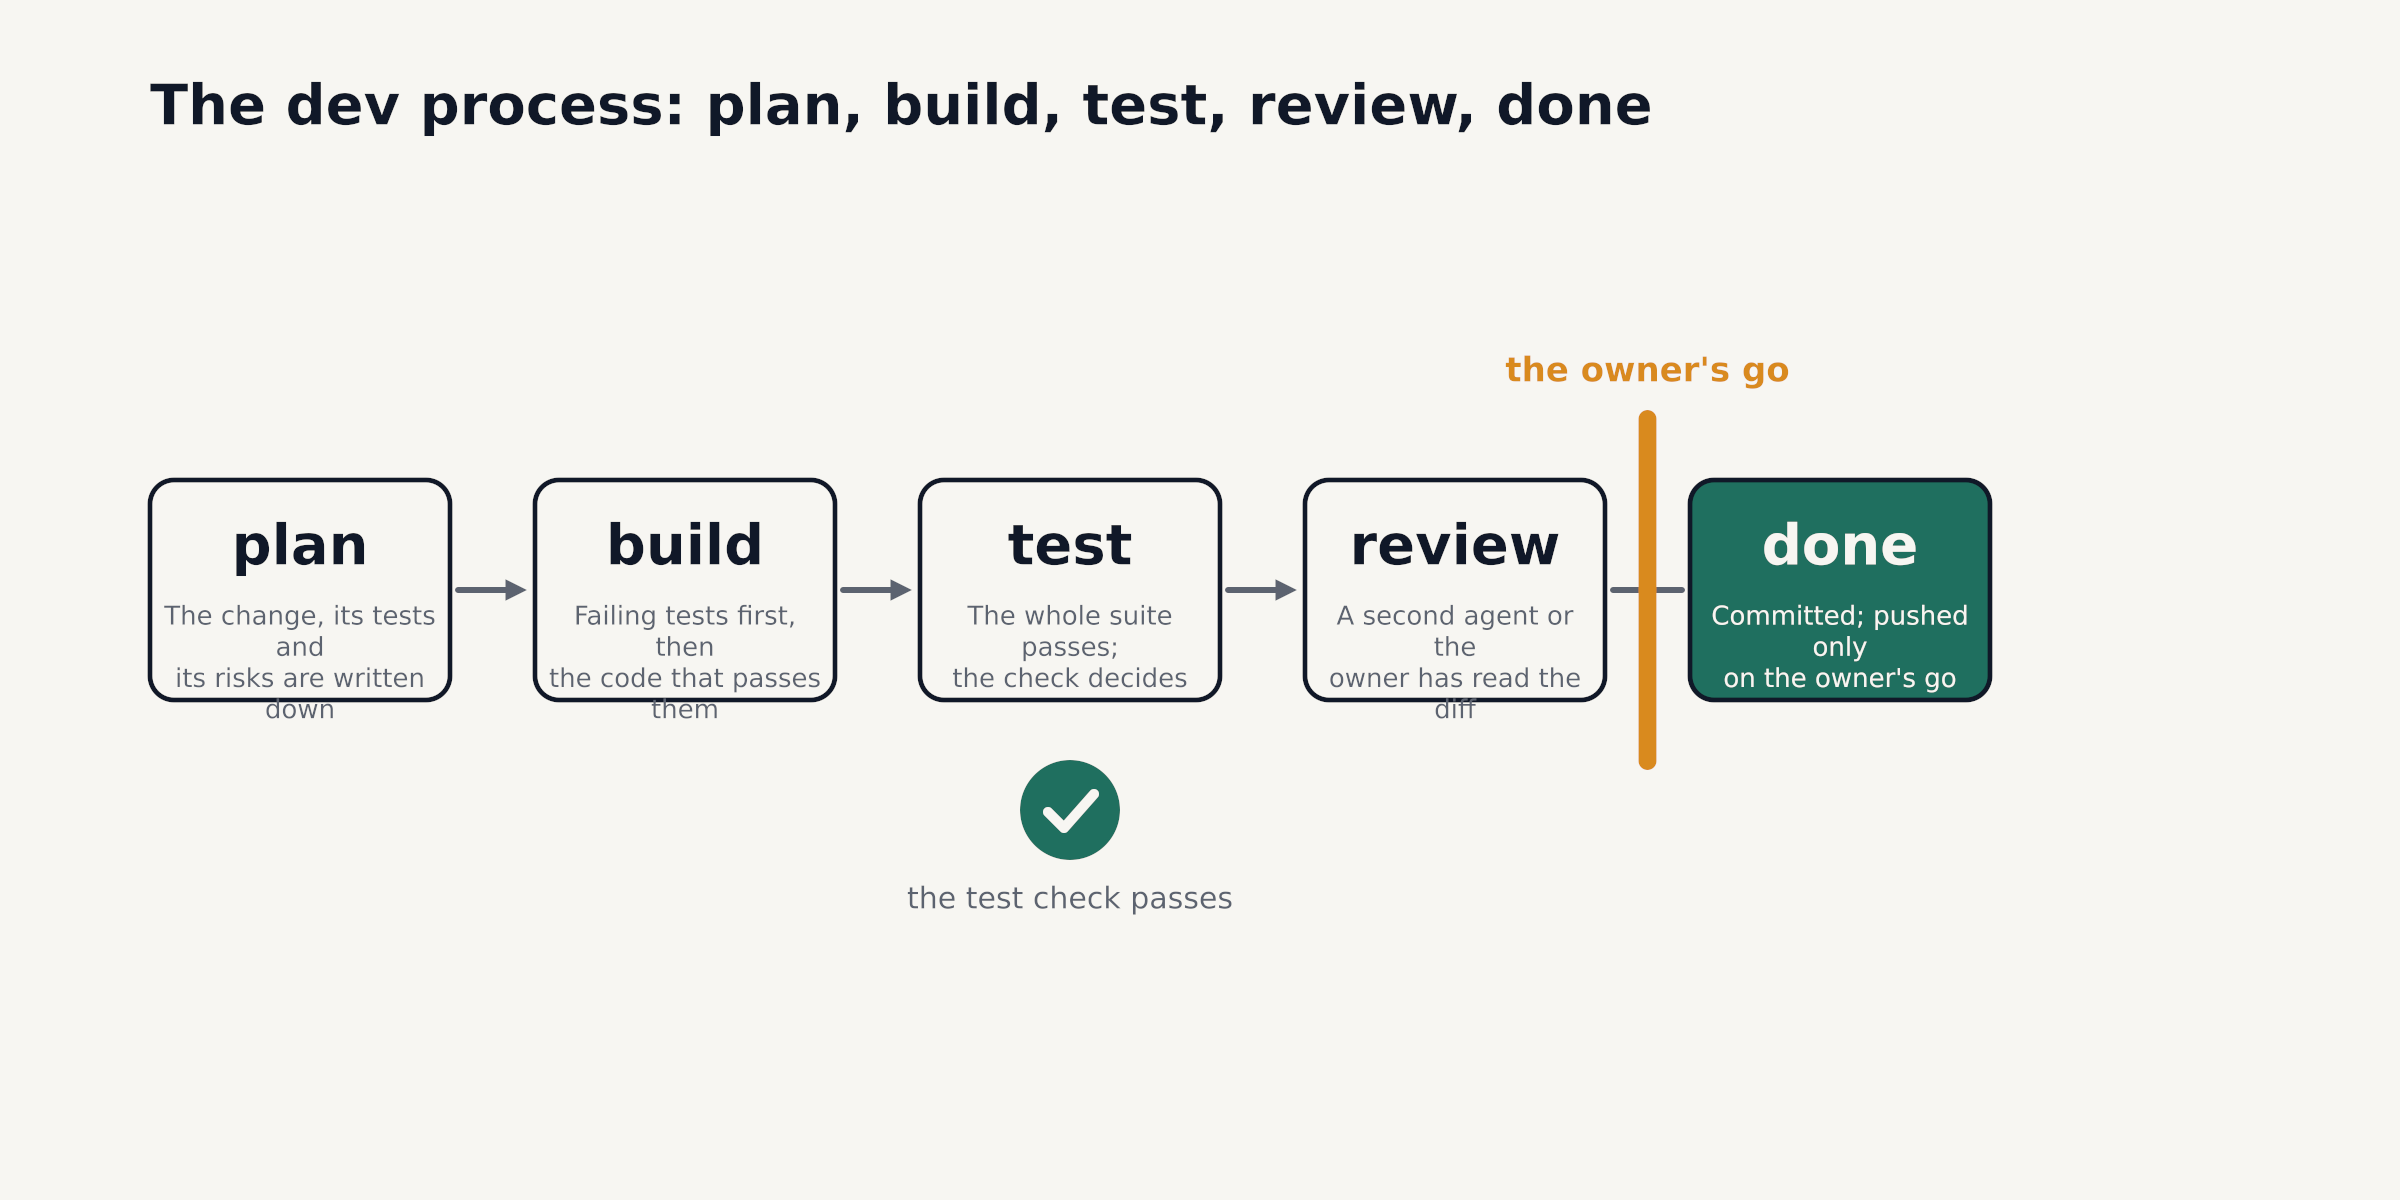 The dev process: plan, build, test, review, done
the owner's go
plan
The change, its tests
and
its risks are written
down
build
Failing tests first,
then
the code that passes
them
test
The whole suite
passes;
the check decides
review
A second agent or
the
owner has read the
diff
done
Committed; pushed
only
on the owner's go
the test check passes